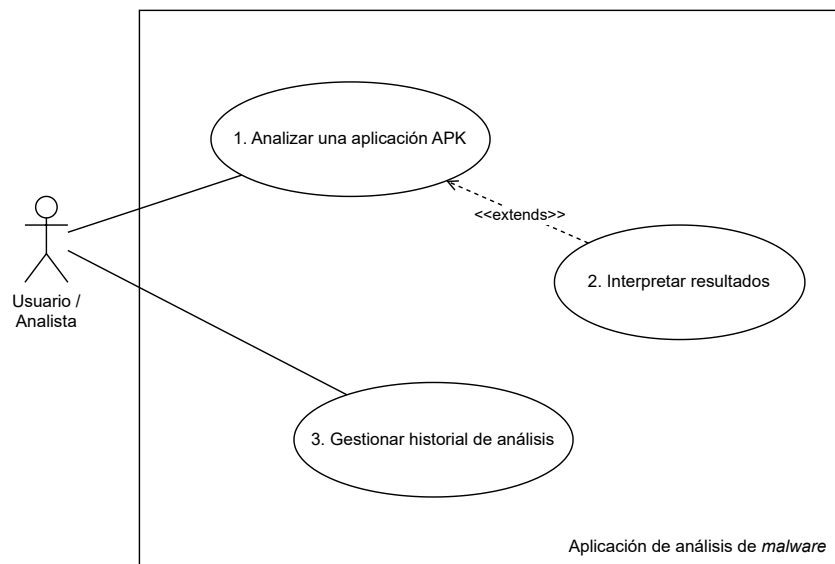 1. Analizar una aplicación APK
<<extends>>
2. Interpretar resultados
Usuario /
Analista
3. Gestionar historial de análisis
Aplicación de análisis de malware